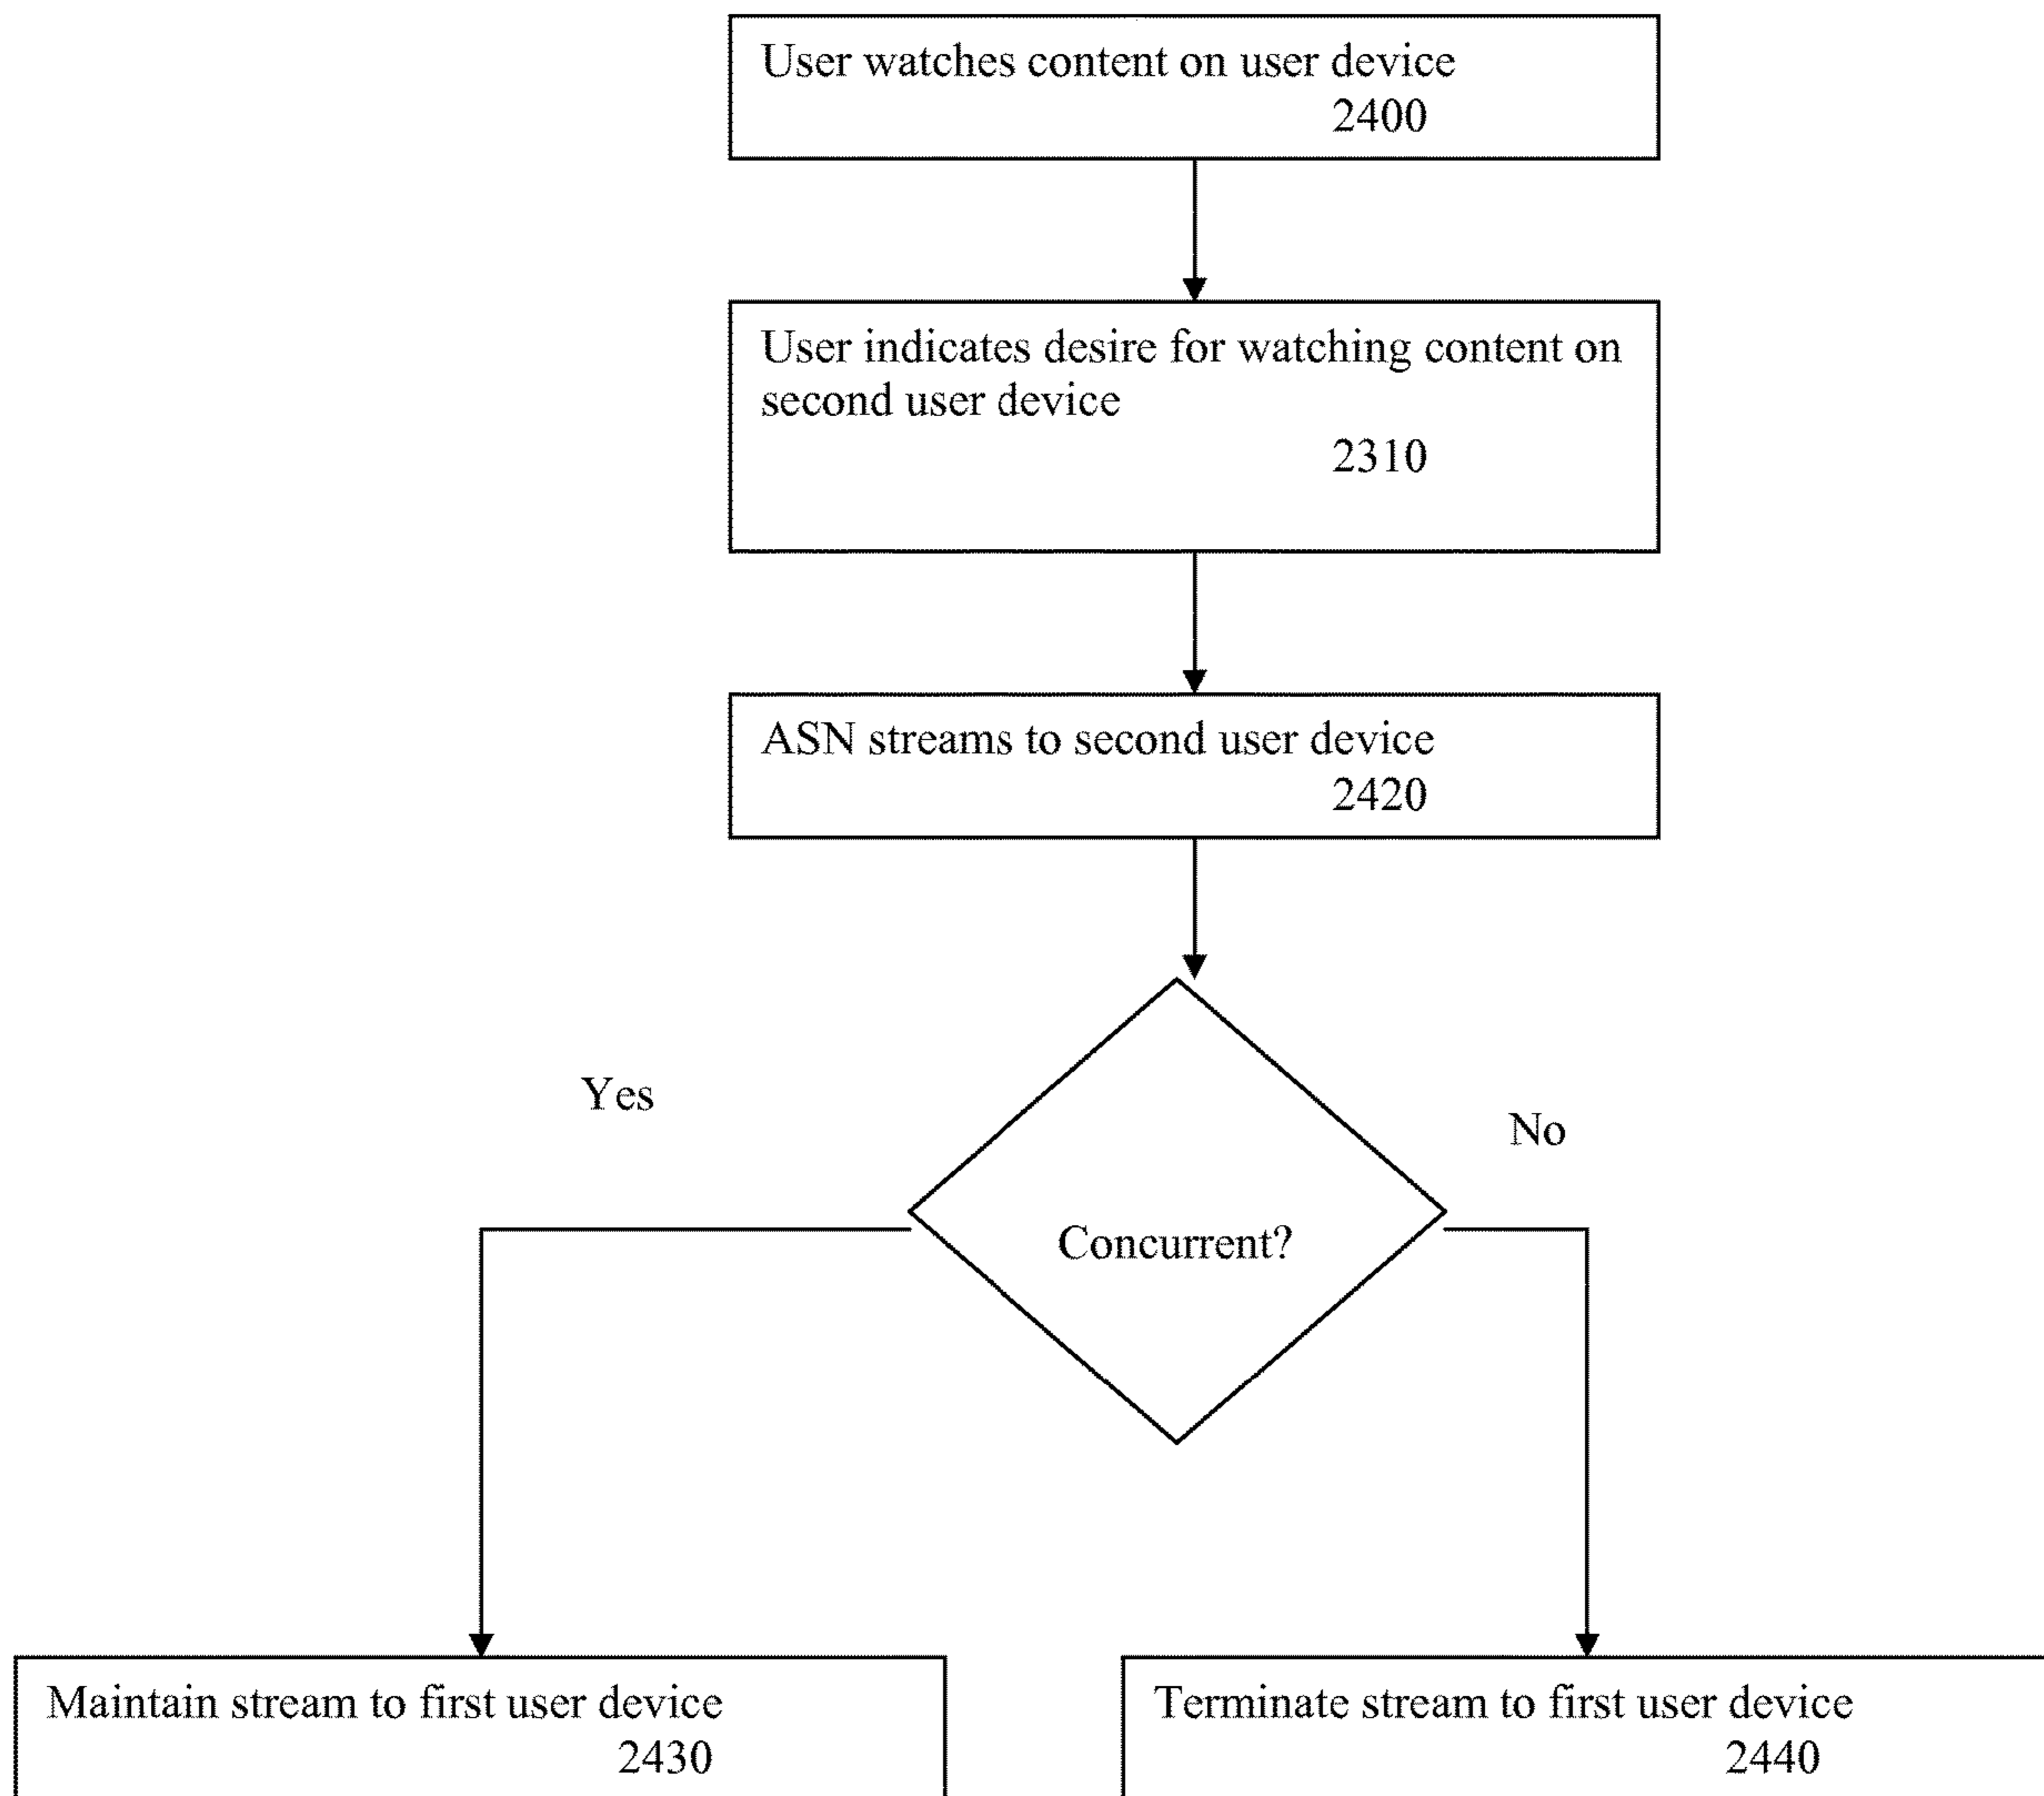 User watches content on user device
2400
User indicates desire for watching content on
second user device
2310
ASN streams to second user device
2420
Yes
No
Concurrent?
Maintain stream to first user device
2430
Terminate stream to first user device
2440